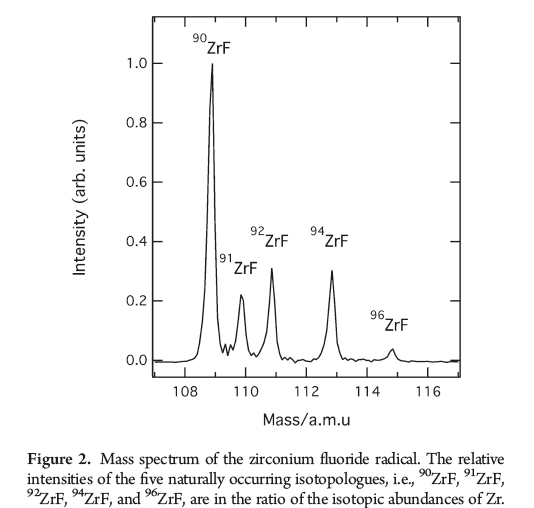 ⁹⁰ZrF
1.0
0.8
0.6
0.4
0.2
0.0
Intensity (arb. units)
⁹²ZrF
⁹⁴ZrF
⁹¹ZrF
⁹⁶ZrF
108 110 112 114 116
Mass/a.m.u
Figure 2. Mass spectrum of the zirconium fluoride radical. The relative
intensities of the five naturally occurring isotopologues, i.e., ⁹⁰ZrF, ⁹¹ZrF,
⁹²ZrF, ⁹⁴ZrF, and ⁹⁶ZrF, are in the ratio of the isotopic abundances of Zr.